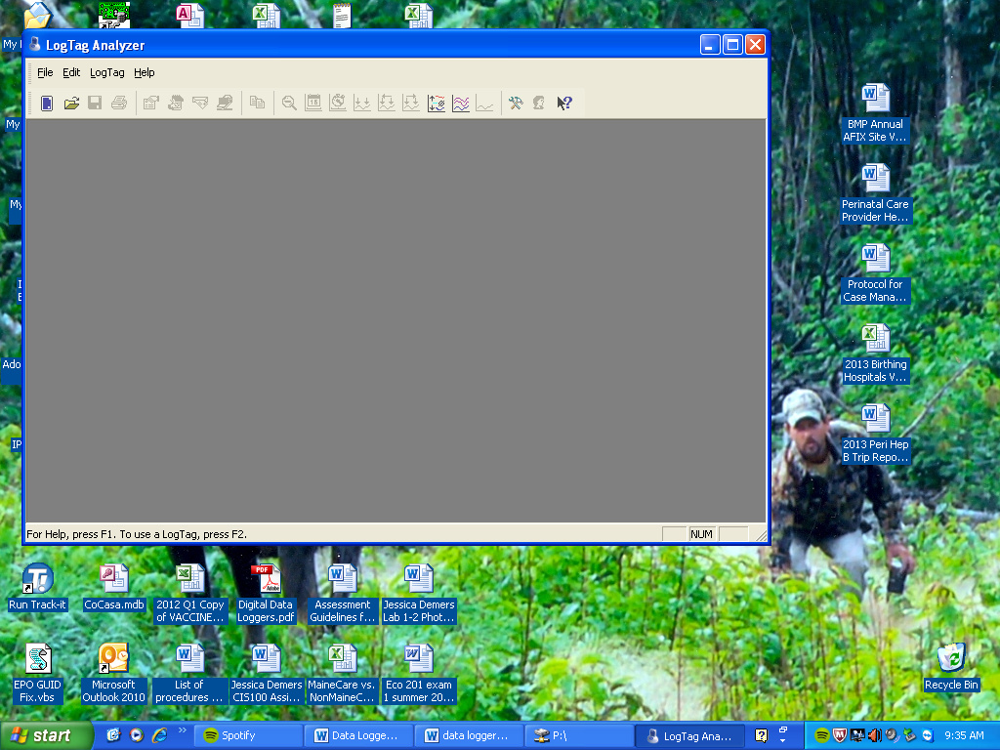 LogTag Analyzer
File Edit LogTag Help
15
For Help, press F1. To use a LogTag, press F2.
NUM
My
My
My
Ado
IP
BMP Annual
AFIX Site V...
Perinatal Care
Provider He...
Protocol for
Case Mana...
2013 Birthing
Hospitals V...
2013 Peri Hep
B Trip Repo...
Run Track-it
CoCasa.mdb
2012 Q1 Copy
of VACCINE...
PDF
Adobe
Digital Data
Loggers.pdf
Assessment
Guidelines f...
Jessica Demers
Lab 1-2 Phot...
EPO GUID
Fix.vbs
Microsoft
Outlook 2010
List of
procedures ...
Jessica Demers
CIS100 Assi...
MaineCare vs.
NonMaineC...
Eco 201 exam
1 summer 20...
Recycle Bin
start
Spotify
Data Logge...
data logger...
P:\
LogTag Ana...
9:35 AM